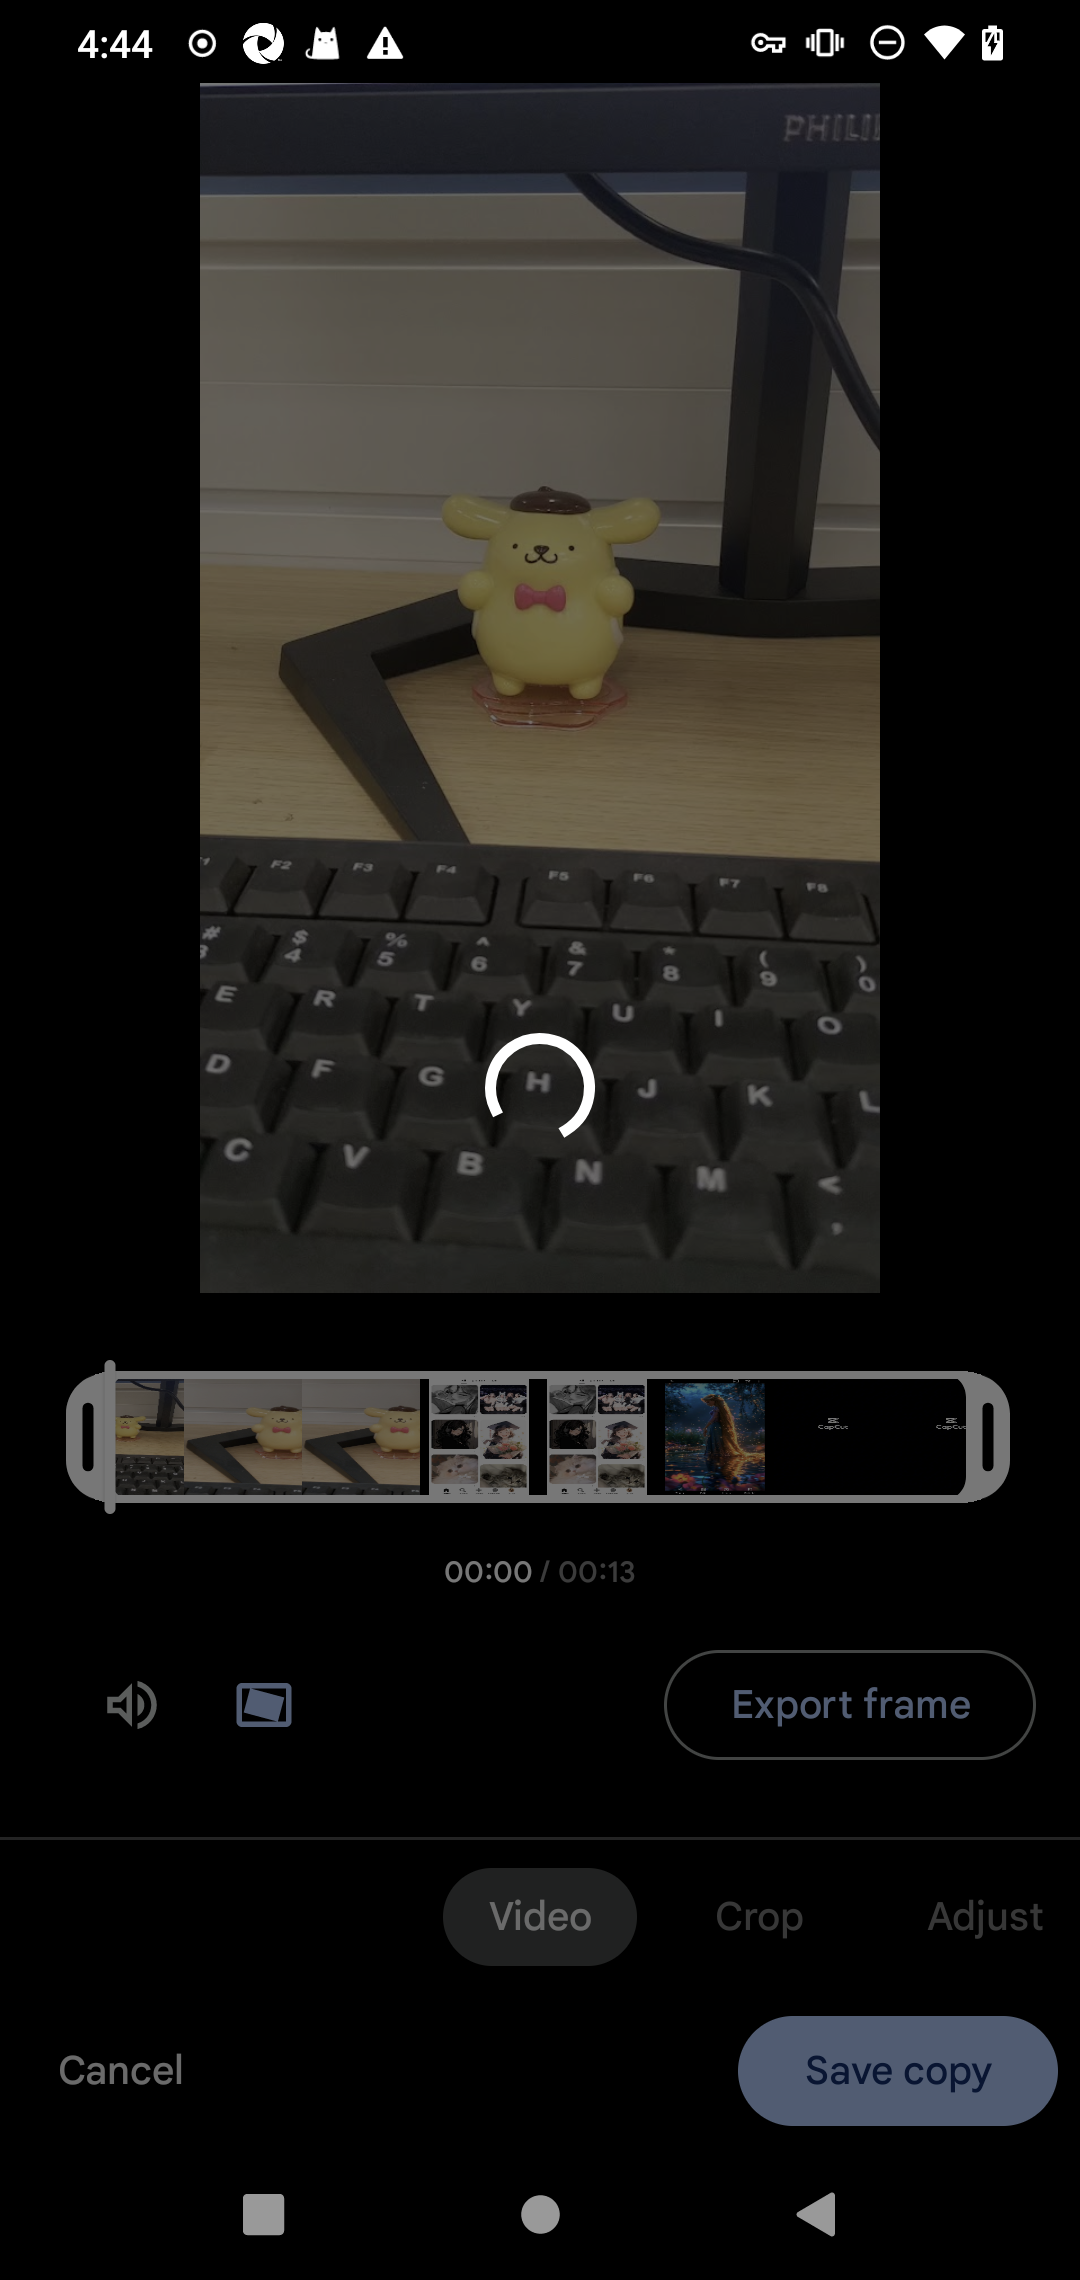 4:44
PHILI
F2 F3 F4 F5 F6 F7 F8
# $ % ^ & * ( )
3 4 5 6 7 8 9 0
E R T Y U I O
D F G H J K L
C V B N M <
,
CapCut CapCut
00:00 / 00:13
Export frame
Video Crop Adjust
Cancel Save copy